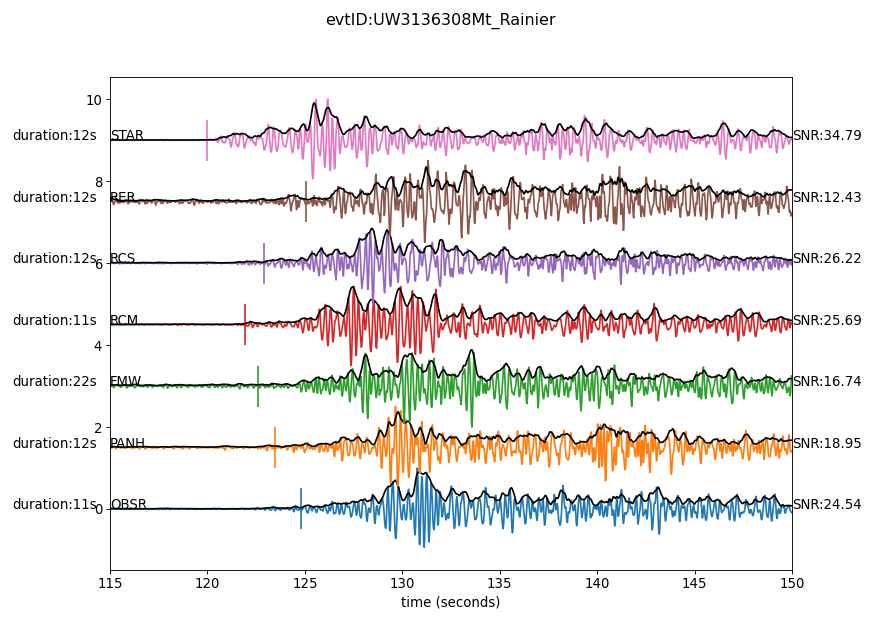 evtID:UW3136308Mt_Rainier
10
duration:12s STAR SNR:34.79
8
duration:12s RER SNR:12.43
duration:12s RCS SNR:26.22
6
duration:11s RCM SNR:25.69
4
duration:22s FMW SNR:16.74
2
duration:12s PANH SNR:18.95
duration:11s OBSR SNR:24.54
0
115 120 125 130 135 140 145 150
time (seconds)